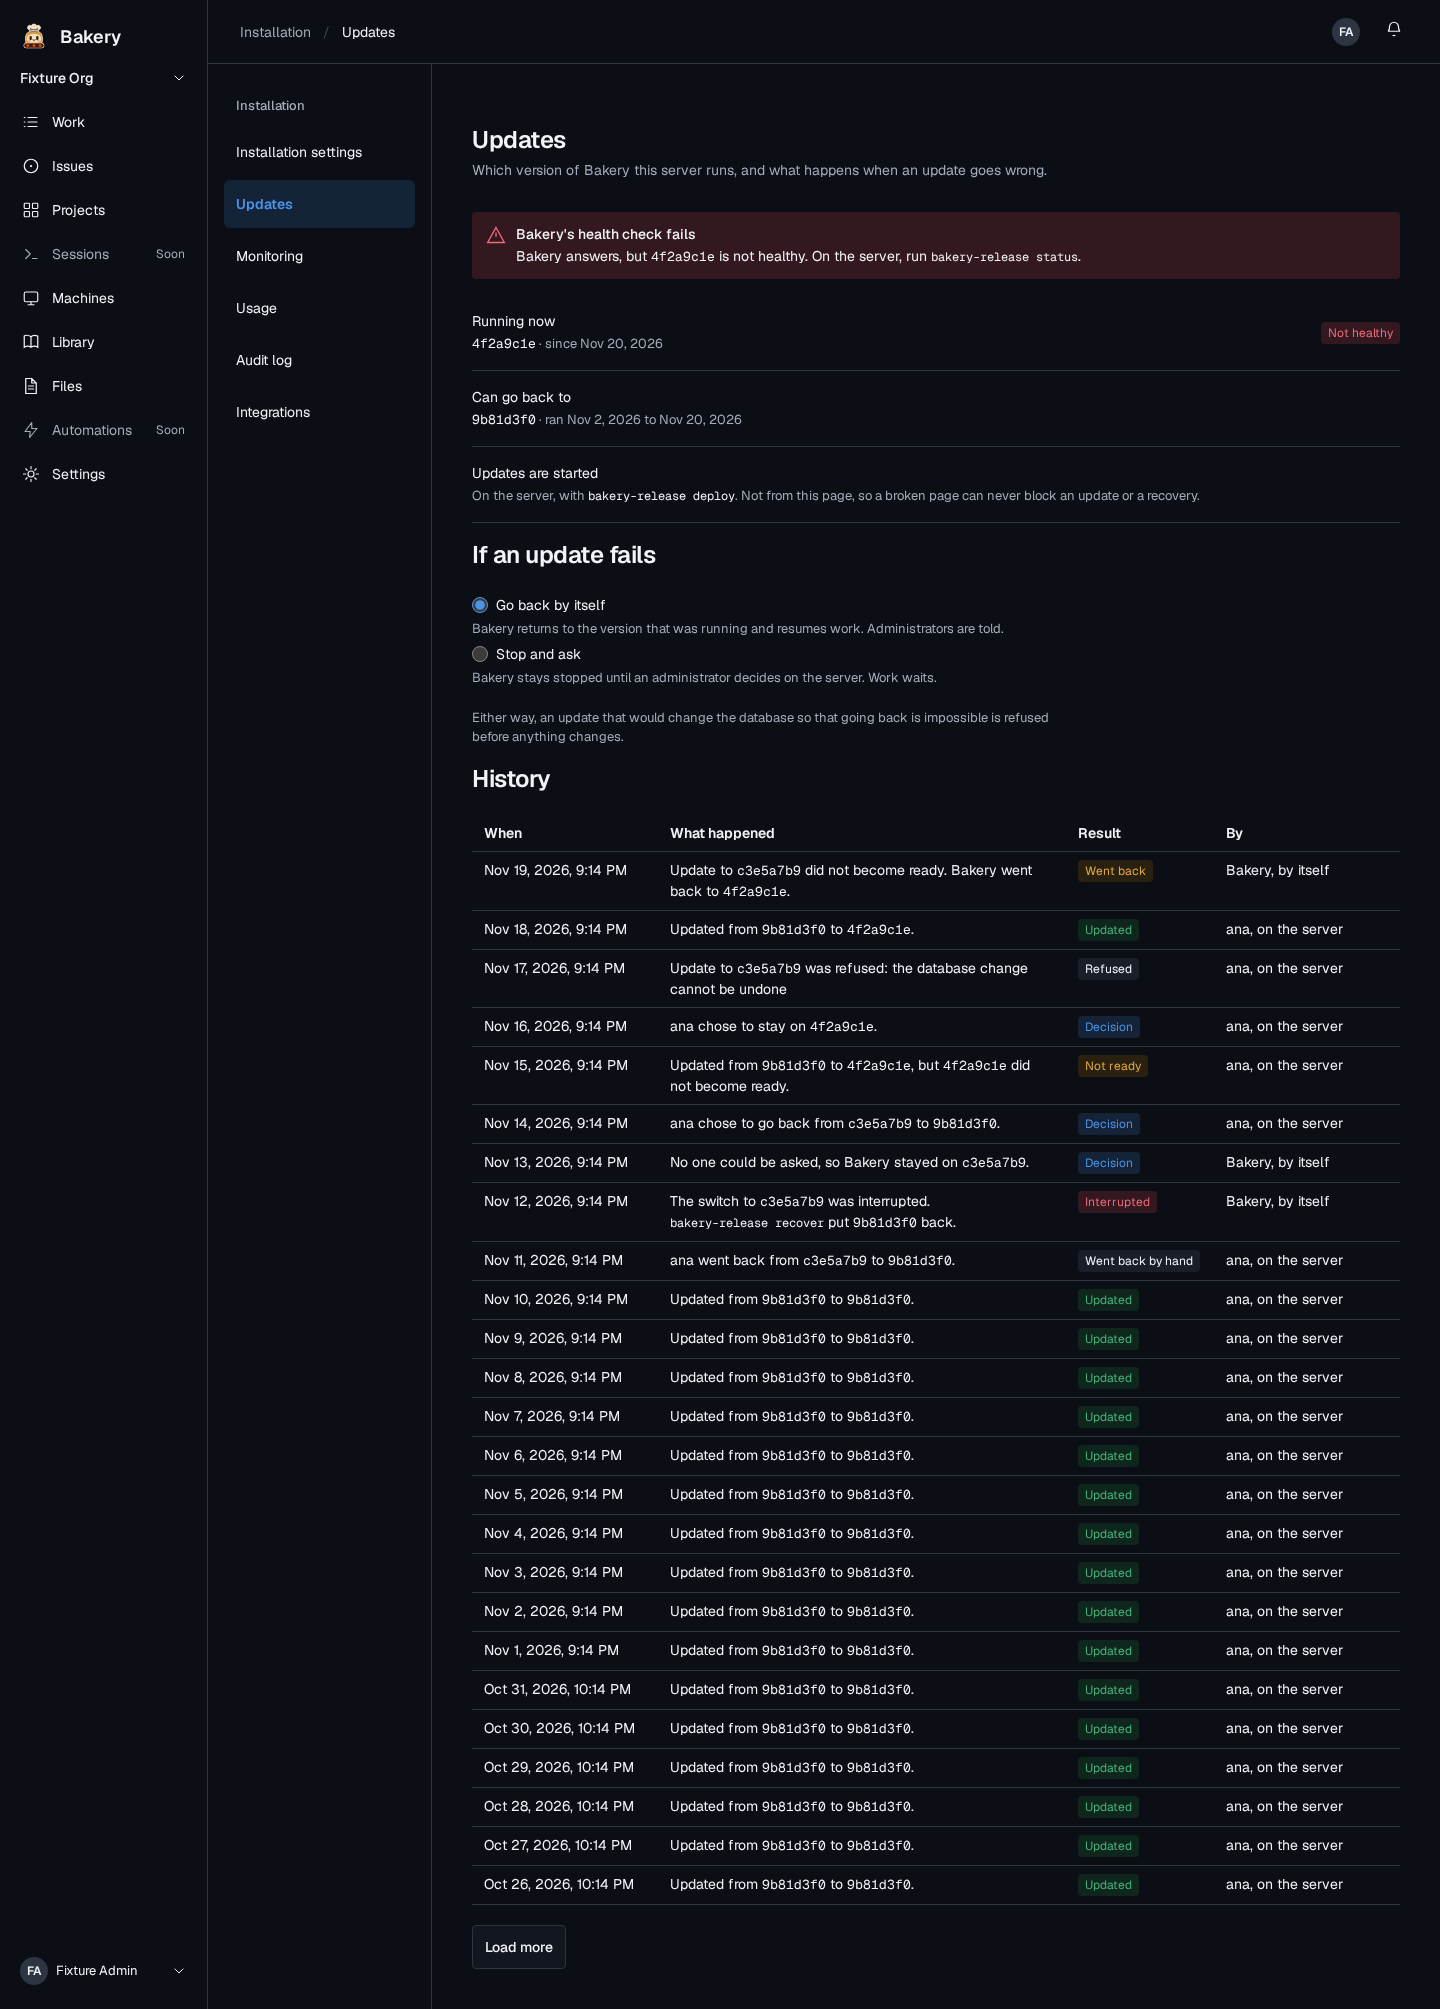 Bakery
Fixture Org
Work
Issues
Projects
Sessions Soon
Machines
Library
Files
Automations Soon
Settings
FA Fixture Admin
Installation / Updates
FA
Installation
Installation settings
Updates
Monitoring
Usage
Audit log
Integrations
Updates
Which version of Bakery this server runs, and what happens when an update goes wrong.
Bakery's health check fails
Bakery answers, but 4f2a9c1e is not healthy. On the server, run bakery-release status.
Running now
4f2a9c1e · since Nov 20, 2026
Not healthy
Can go back to
9b81d3f0 · ran Nov 2, 2026 to Nov 20, 2026
Updates are started
On the server, with bakery-release deploy. Not from this page, so a broken page can never block an update or a recovery.
If an update fails
Go back by itself
Bakery returns to the version that was running and resumes work. Administrators are told.
Stop and ask
Bakery stays stopped until an administrator decides on the server. Work waits.
Either way, an update that would change the database so that going back is impossible is refused
before anything changes.
History
When What happened Result By
Nov 19, 2026, 9:14 PM Update to c3e5a7b9 did not become ready. Bakery went Went back Bakery, by itself
back to 4f2a9c1e.
Nov 18, 2026, 9:14 PM Updated from 9b81d3f0 to 4f2a9c1e. Updated ana, on the server
Nov 17, 2026, 9:14 PM Update to c3e5a7b9 was refused: the database change Refused ana, on the server
cannot be undone
Nov 16, 2026, 9:14 PM ana chose to stay on 4f2a9c1e. Decision ana, on the server
Nov 15, 2026, 9:14 PM Updated from 9b81d3f0 to 4f2a9c1e, but 4f2a9c1e did Not ready ana, on the server
not become ready.
Nov 14, 2026, 9:14 PM ana chose to go back from c3e5a7b9 to 9b81d3f0. Decision ana, on the server
Nov 13, 2026, 9:14 PM No one could be asked, so Bakery stayed on c3e5a7b9. Decision Bakery, by itself
Nov 12, 2026, 9:14 PM The switch to c3e5a7b9 was interrupted. Interrupted Bakery, by itself
bakery-release recover put 9b81d3f0 back.
Nov 11, 2026, 9:14 PM ana went back from c3e5a7b9 to 9b81d3f0. Went back by hand ana, on the server
Nov 10, 2026, 9:14 PM Updated from 9b81d3f0 to 9b81d3f0. Updated ana, on the server
Nov 9, 2026, 9:14 PM Updated from 9b81d3f0 to 9b81d3f0. Updated ana, on the server
Nov 8, 2026, 9:14 PM Updated from 9b81d3f0 to 9b81d3f0. Updated ana, on the server
Nov 7, 2026, 9:14 PM Updated from 9b81d3f0 to 9b81d3f0. Updated ana, on the server
Nov 6, 2026, 9:14 PM Updated from 9b81d3f0 to 9b81d3f0. Updated ana, on the server
Nov 5, 2026, 9:14 PM Updated from 9b81d3f0 to 9b81d3f0. Updated ana, on the server
Nov 4, 2026, 9:14 PM Updated from 9b81d3f0 to 9b81d3f0. Updated ana, on the server
Nov 3, 2026, 9:14 PM Updated from 9b81d3f0 to 9b81d3f0. Updated ana, on the server
Nov 2, 2026, 9:14 PM Updated from 9b81d3f0 to 9b81d3f0. Updated ana, on the server
Nov 1, 2026, 9:14 PM Updated from 9b81d3f0 to 9b81d3f0. Updated ana, on the server
Oct 31, 2026, 10:14 PM Updated from 9b81d3f0 to 9b81d3f0. Updated ana, on the server
Oct 30, 2026, 10:14 PM Updated from 9b81d3f0 to 9b81d3f0. Updated ana, on the server
Oct 29, 2026, 10:14 PM Updated from 9b81d3f0 to 9b81d3f0. Updated ana, on the server
Oct 28, 2026, 10:14 PM Updated from 9b81d3f0 to 9b81d3f0. Updated ana, on the server
Oct 27, 2026, 10:14 PM Updated from 9b81d3f0 to 9b81d3f0. Updated ana, on the server
Oct 26, 2026, 10:14 PM Updated from 9b81d3f0 to 9b81d3f0. Updated ana, on the server
Load more